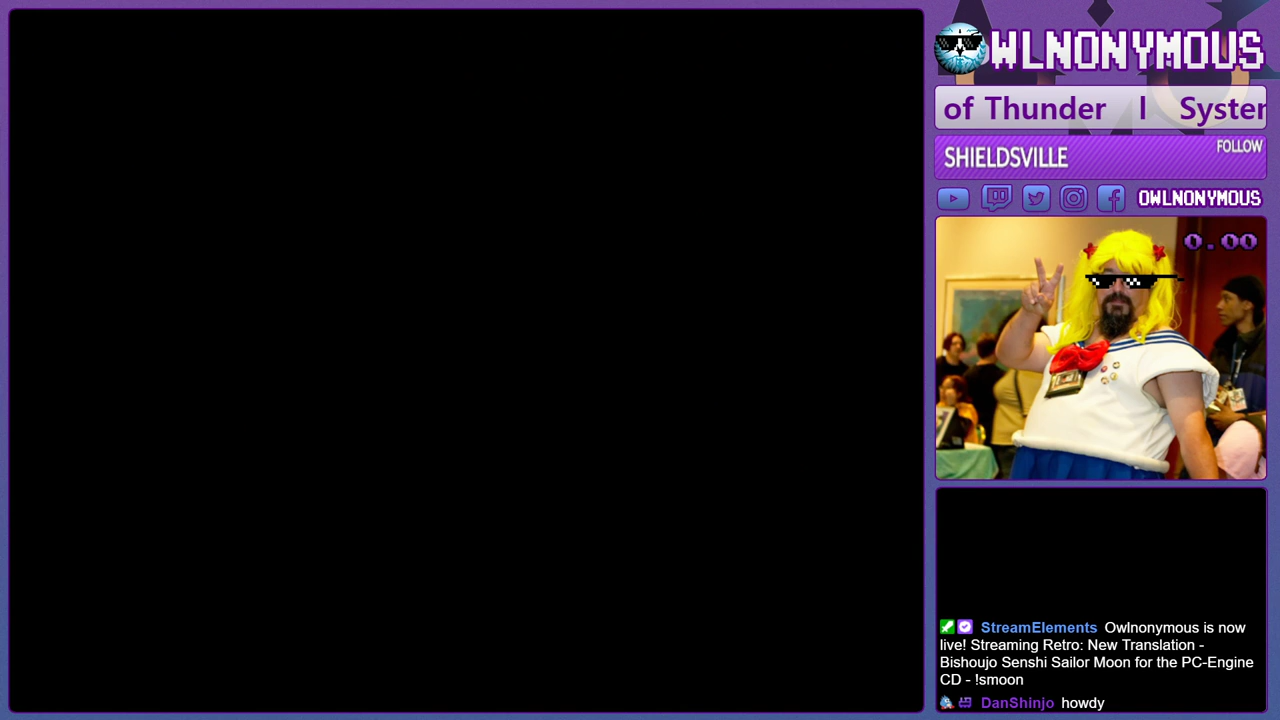 OWLNONYMOUS
of Thunder l Syster
SHIELDSVILLE
FOLLOW
OWLNONYMOUS
0.00
StreamElements Owlnonymous is now
live! Streaming Retro: New Translation -
Bishoujo Senshi Sailor Moon for the PC-Engine
CD - !smoon
DanShinjo howdy